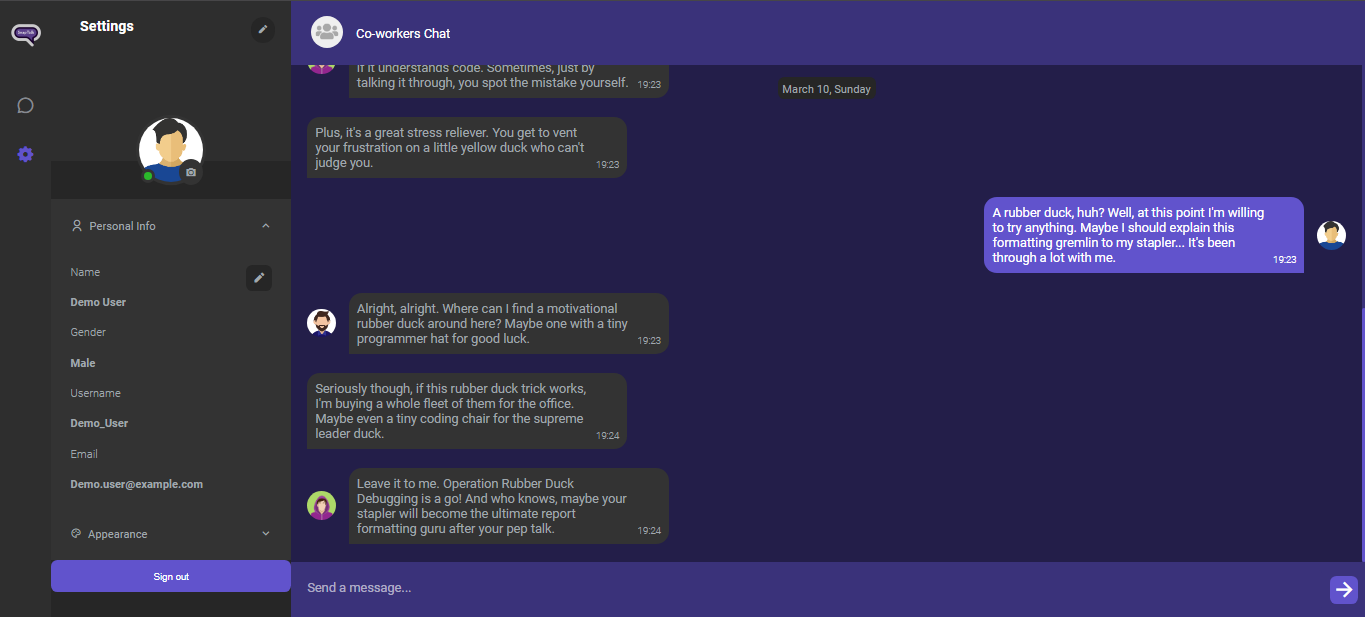 Settings
Personal Info
Name
Demo User
Gender
Male
Username
Demo_User
Email
Demo.user@example.com
Appearance
Sign out
Co-workers Chat
if it understands code. Sometimes, just by
talking it through, you spot the mistake yourself.
19:23
March 10, Sunday
Plus, it's a great stress reliever. You get to vent
your frustration on a little yellow duck who can't
judge you.
19:23
A rubber duck, huh? Well, at this point I'm willing
to try anything. Maybe I should explain this
formatting gremlin to my stapler... It's been
through a lot with me.
19:23
Alright, alright. Where can I find a motivational
rubber duck around here? Maybe one with a tiny
programmer hat for good luck.
19:23
Seriously though, if this rubber duck trick works,
I'm buying a whole fleet of them for the office.
Maybe even a tiny coding chair for the supreme
leader duck.
19:24
Leave it to me. Operation Rubber Duck
Debugging is a go! And who knows, maybe your
stapler will become the ultimate report
formatting guru after your pep talk.
19:24
Send a message...